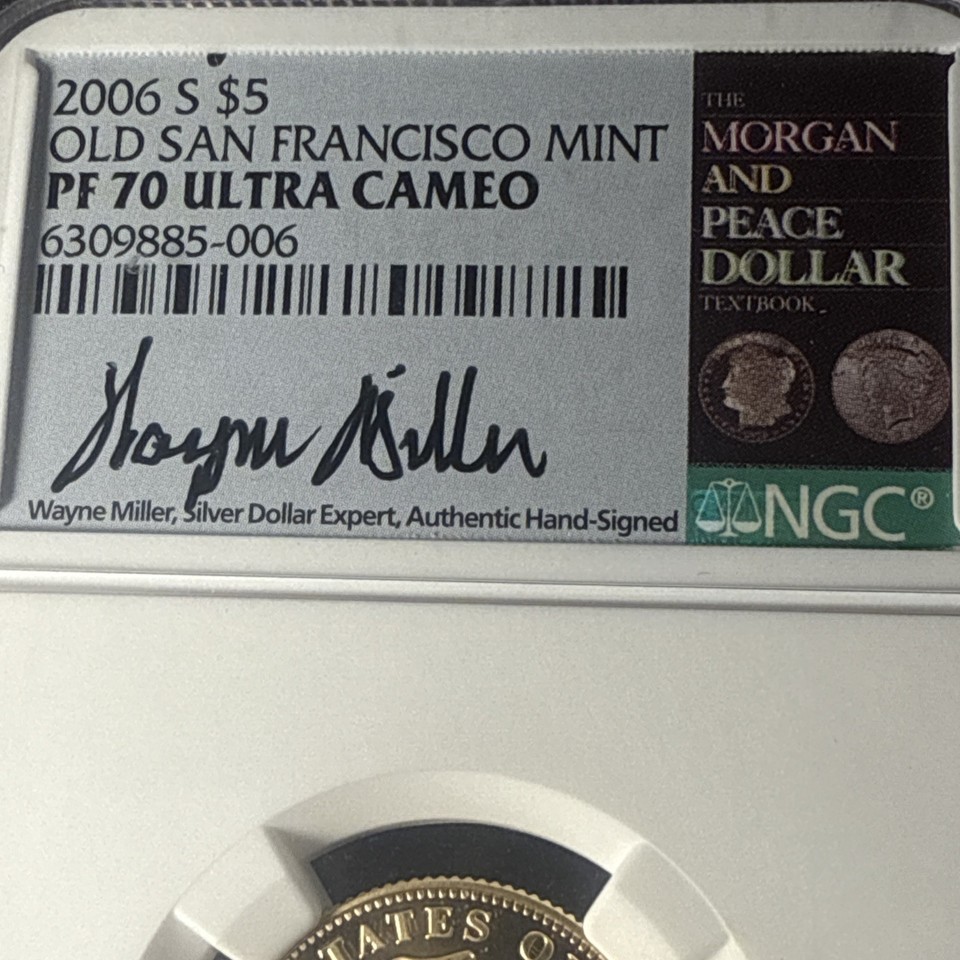 2006 S $5
OLD SAN FRANCISCO MINT
PF 70 ULTRA CAMEO
6309885-006
Wayne Miller
Wayne Miller, Silver Dollar Expert, Authentic Hand-Signed
THE
MORGAN
AND
PEACE
DOLLAR
TEXTBOOK
NGC®
TATES O